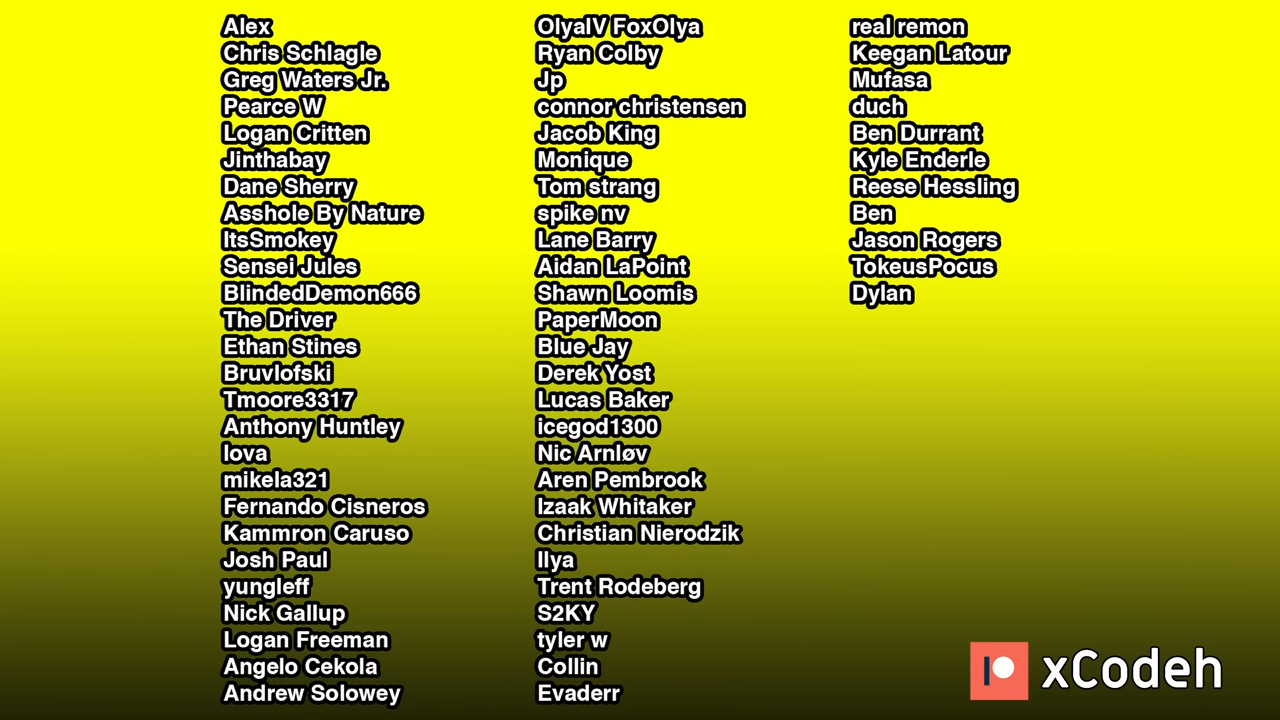 Alex
Chris Schlagle
Greg Waters Jr.
Pearce W
Logan Critten
Jinthabay
Dane Sherry
Asshole By Nature
ItsSmokey
Sensei Jules
BlindedDemon666
The Driver
Ethan Stines
Bruvlofski
Tmoore3317
Anthony Huntley
lova
mikela321
Fernando Cisneros
Kammron Caruso
Josh Paul
yungleff
Nick Gallup
Logan Freeman
Angelo Cekola
Andrew Solowey
OlyaIV FoxOlya
Ryan Colby
Jp
connor christensen
Jacob King
Monique
Tom strang
spike nv
Lane Barry
Aidan LaPoint
Shawn Loomis
PaperMoon
Blue Jay
Derek Yost
Lucas Baker
icegod1300
Nic Arnløv
Aren Pembrook
Izaak Whitaker
Christian Nierodzik
Ilya
Trent Rodeberg
S2KY
tyler w
Collin
Evaderr
real remon
Keegan Latour
Mufasa
duch
Ben Durrant
Kyle Enderle
Reese Hessling
Ben
Jason Rogers
TokeusPocus
Dylan
xCodeh